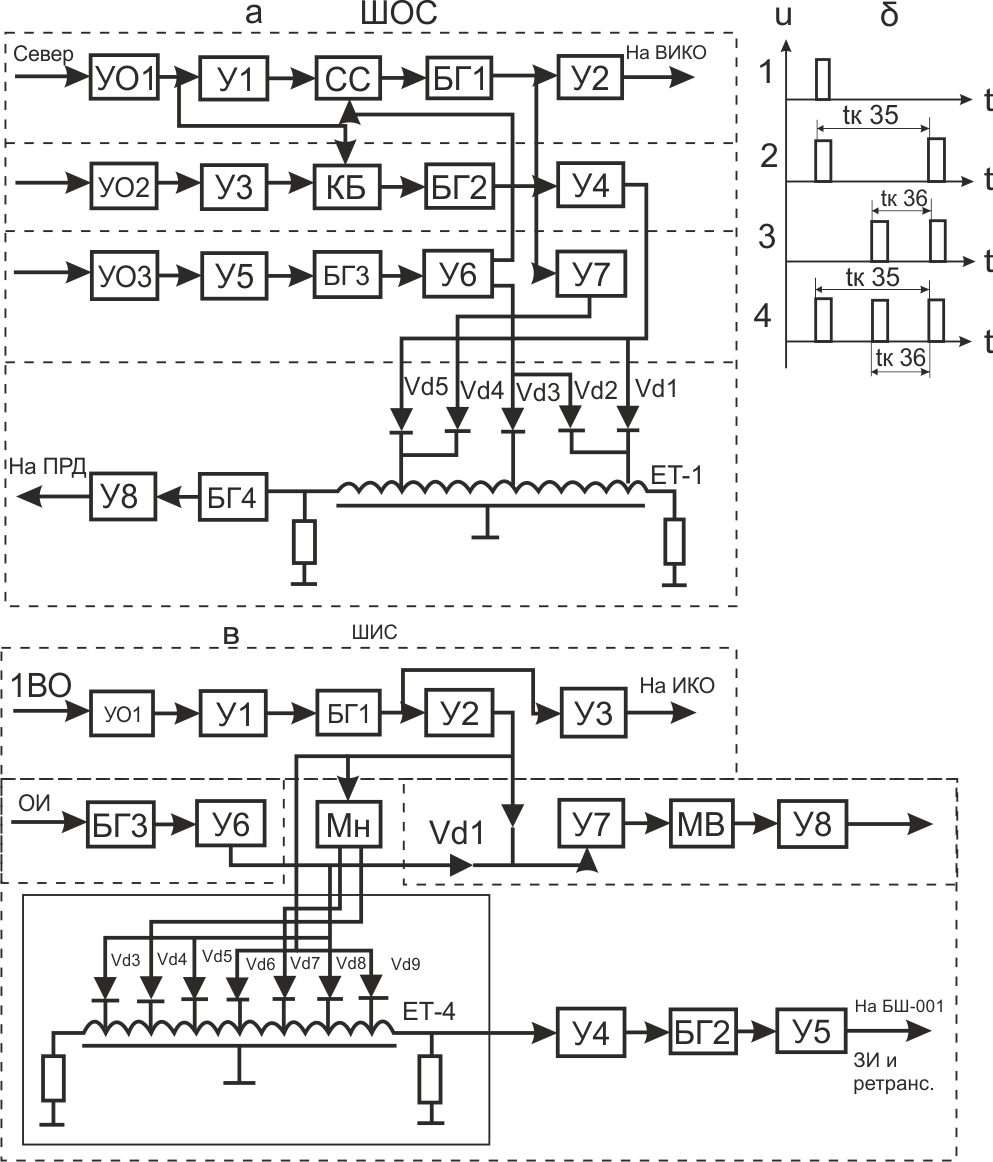 а ШОС
u б
Север УО1 У1 СС БГ1 У2 На ВИКО
УО2 У3 КБ БГ2 У4
УО3 У5 БГ3 У6 У7
Vd5 Vd4 Vd3 Vd2 Vd1
На ПРД У8 БГ4 ЕТ-1
1 t
tк 35
2 t
tк 36
3 t
tк 35
4 t
tк 36
в ШИС
1ВО УО1 У1 БГ1 У2 У3 На ИКО
ОИ БГ3 У6 Мн Vd1 У7 МВ У8
Vd3 Vd4 Vd5 Vd6 Vd7 Vd8 Vd9
ЕТ-4 У4 БГ2 У5 На БШ-001
ЗИ и
ретранс.